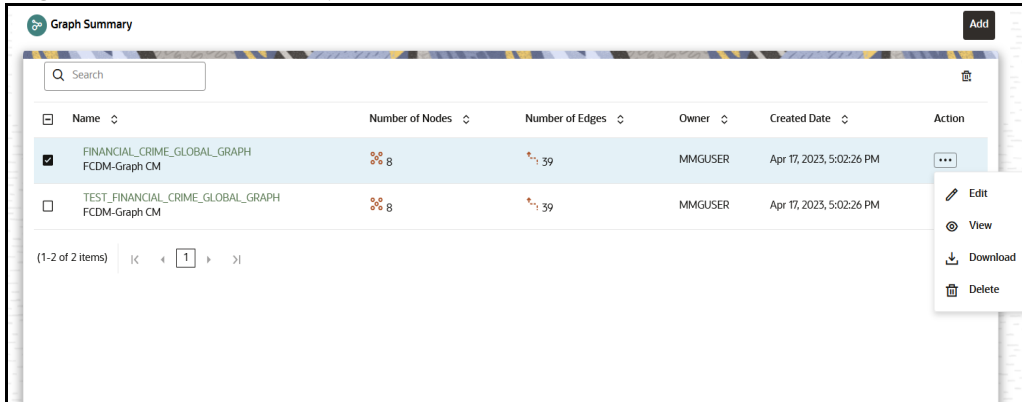 Graph Summary
Add
Search
Name Number of Nodes Number of Edges Owner Created Date Action
FINANCIAL_CRIME_GLOBAL_GRAPH
FCDM-Graph CM
8 39 MMGUSER Apr 17, 2023, 5:02:26 PM
TEST_FINANCIAL_CRIME_GLOBAL_GRAPH
FCDM-Graph CM
8 39 MMGUSER Apr 17, 2023, 5:02:26 PM
Edit
View
Download
Delete
(1-2 of 2 items) 1